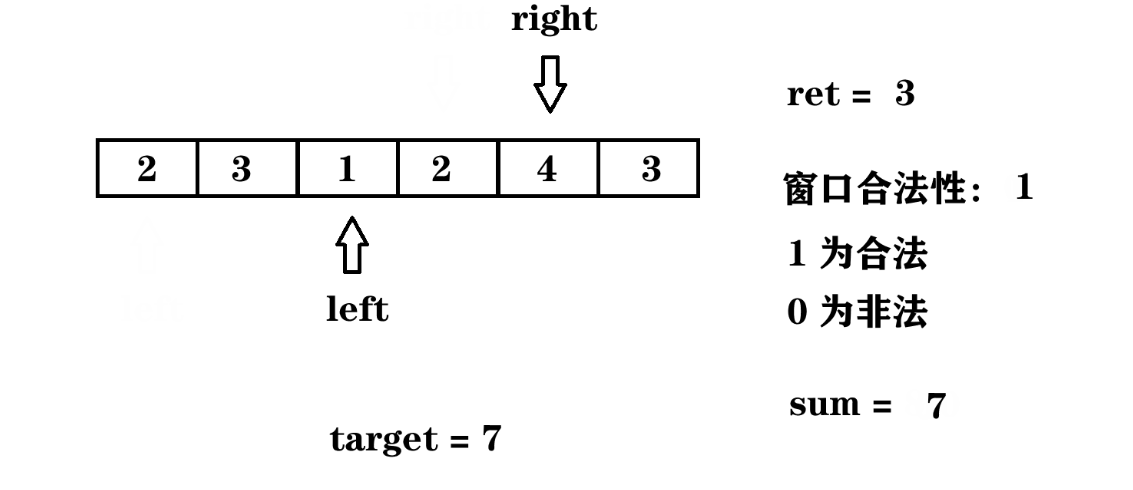 right
ret = 3
2 3 1 2 4 3
窗口合法性： 1
1 为合法
0 为非法
left
sum = 7
target = 7